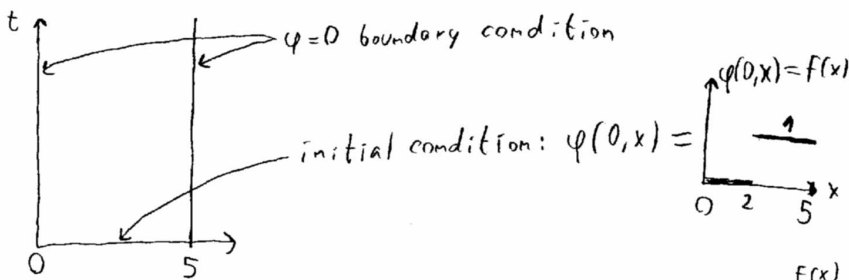 t
φ=0 boundary condition
φ(0,x)=f(x)
1
initial condition: φ(0,x) =
x
0 2 5
0 5
f(x)